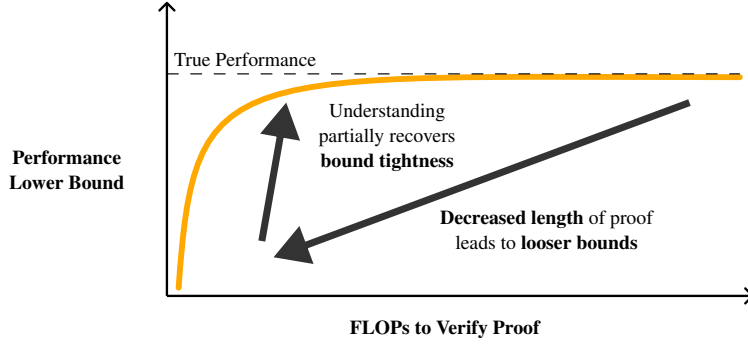 True Performance
Understanding
partially recovers
bound tightness
Performance
Lower Bound
Decreased length of proof
leads to looser bounds
FLOPs to Verify Proof